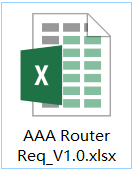 X
AAA Router
Req_V1.0.xlsx